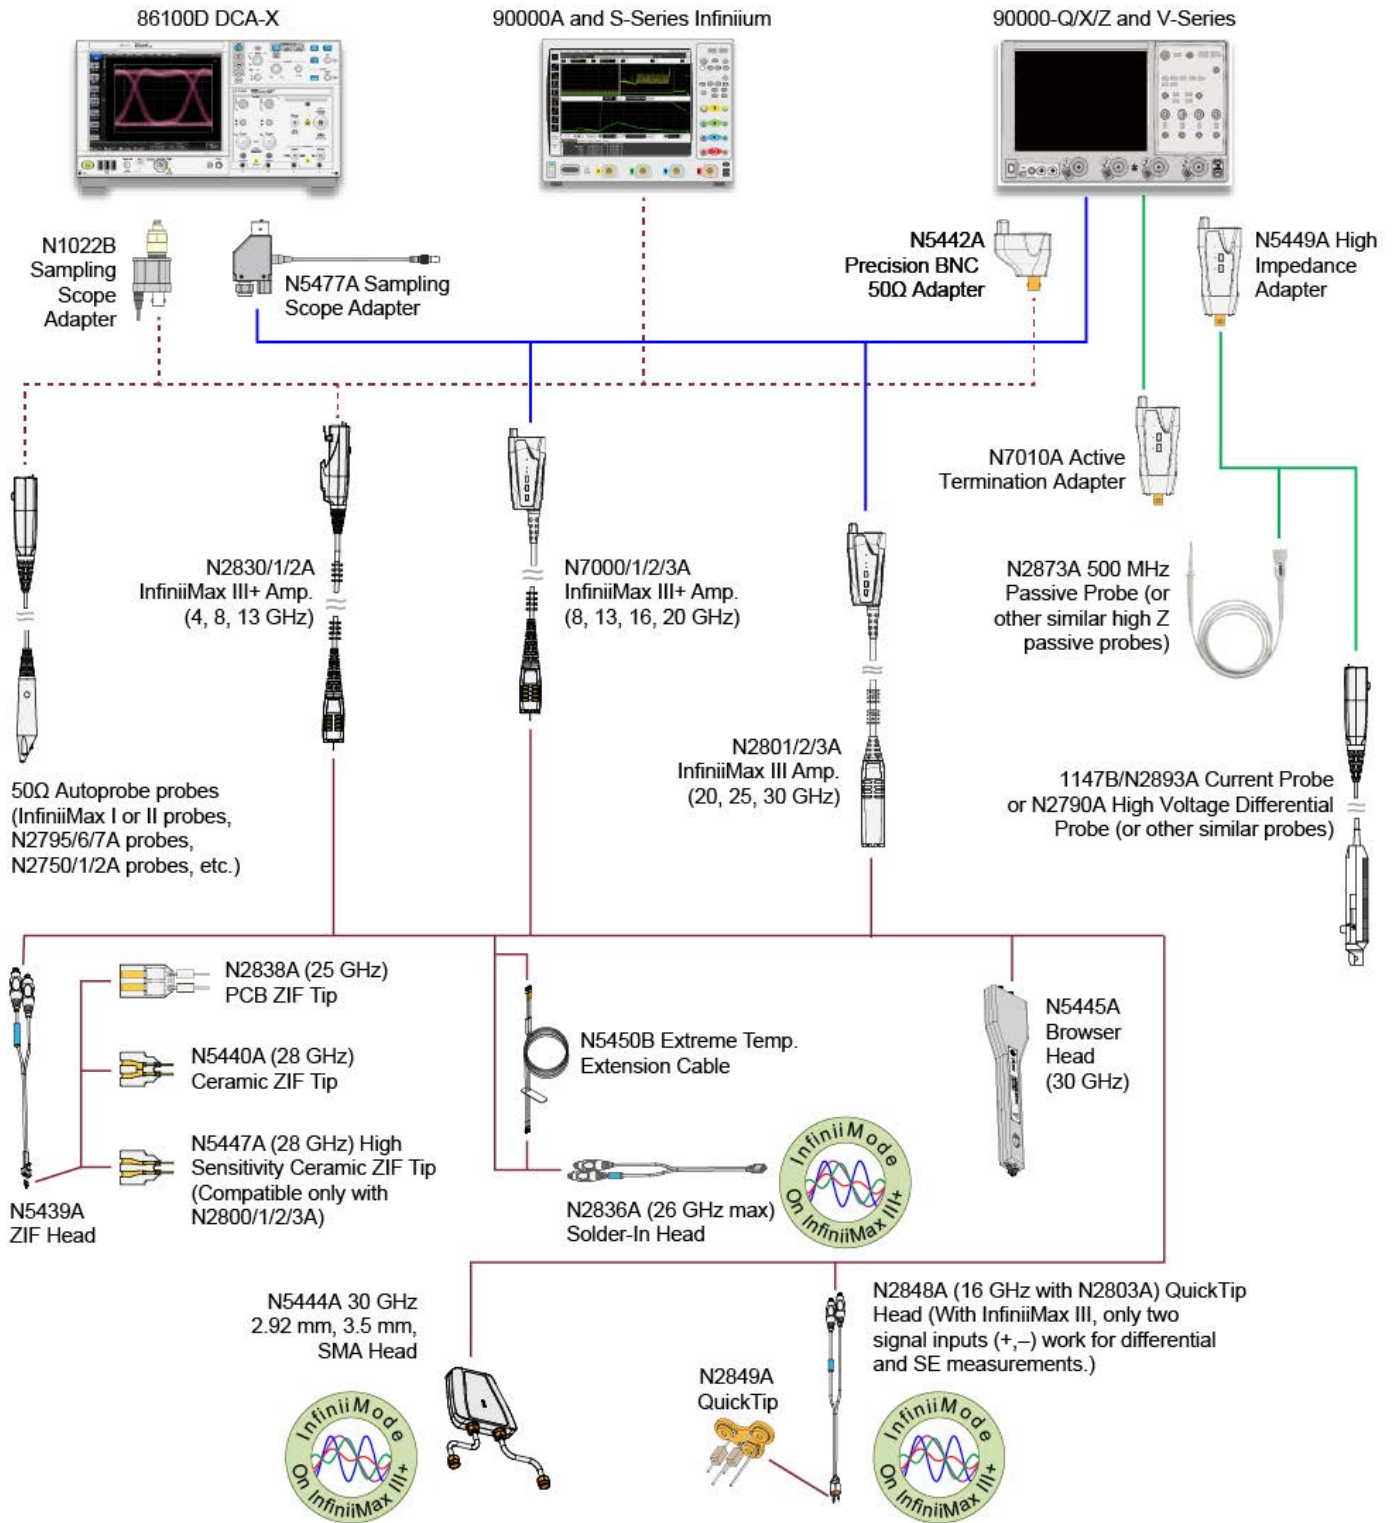 86100D DCA-X
90000A and S-Series Infiniium
90000-Q/X/Z and V-Series
N1022B
Sampling
Scope
Adapter
N5477A Sampling
Scope Adapter
N5442A
Precision BNC
50Ω Adapter
N5449A High
Impedance
Adapter
N7010A Active
Termination Adapter
N2830/1/2A
InfiniiMax III+ Amp.
(4, 8, 13 GHz)
N7000/1/2/3A
InfiniiMax III+ Amp.
(8, 13, 16, 20 GHz)
N2873A 500 MHz
Passive Probe (or
other similar high Z
passive probes)
N2801/2/3A
InfiniiMax III Amp.
(20, 25, 30 GHz)
50Ω Autoprobe probes
(InfiniiMax I or II probes,
N2795/6/7A probes,
N2750/1/2A probes, etc.)
1147B/N2893A Current Probe
or N2790A High Voltage Differential
Probe (or other similar probes)
N2838A (25 GHz)
PCB ZIF Tip
N5440A (28 GHz)
Ceramic ZIF Tip
N5447A (28 GHz) High
Sensitivity Ceramic ZIF Tip
(Compatible only with
N2800/1/2/3A)
N5439A
ZIF Head
N5450B Extreme Temp.
Extension Cable
N5445A
Browser
Head
(30 GHz)
N2836A (26 GHz max)
Solder-In Head
InfiniiMode
On InfiniiMax III+
N5444A 30 GHz
2.92 mm, 3.5 mm,
SMA Head
InfiniiMode
On InfiniiMax III+
N2849A
QuickTip
N2848A (16 GHz with N2803A) QuickTip
Head (With InfiniiMax III, only two
signal inputs (+,–) work for differential
and SE measurements.)
InfiniiMode
On InfiniiMax III+